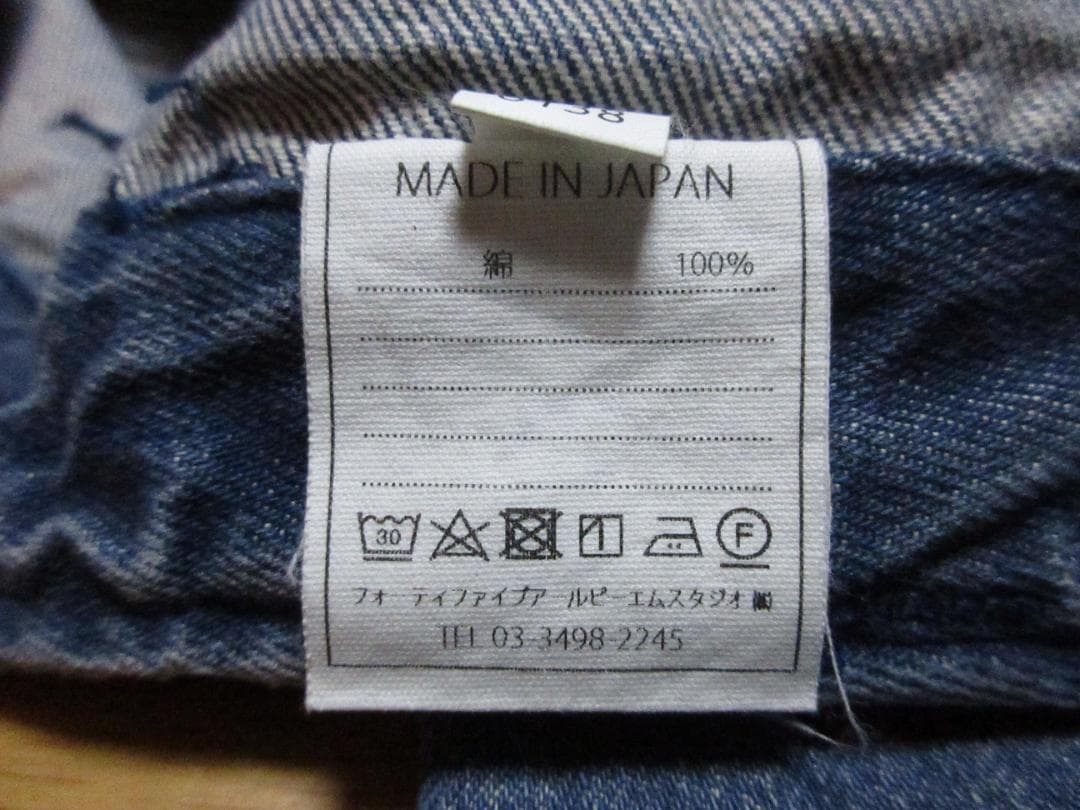 MADE IN JAPAN
綿 100%
30
F
フォーティファイブアールピーエムスタジオ㈱
TEL 03-3498-2245